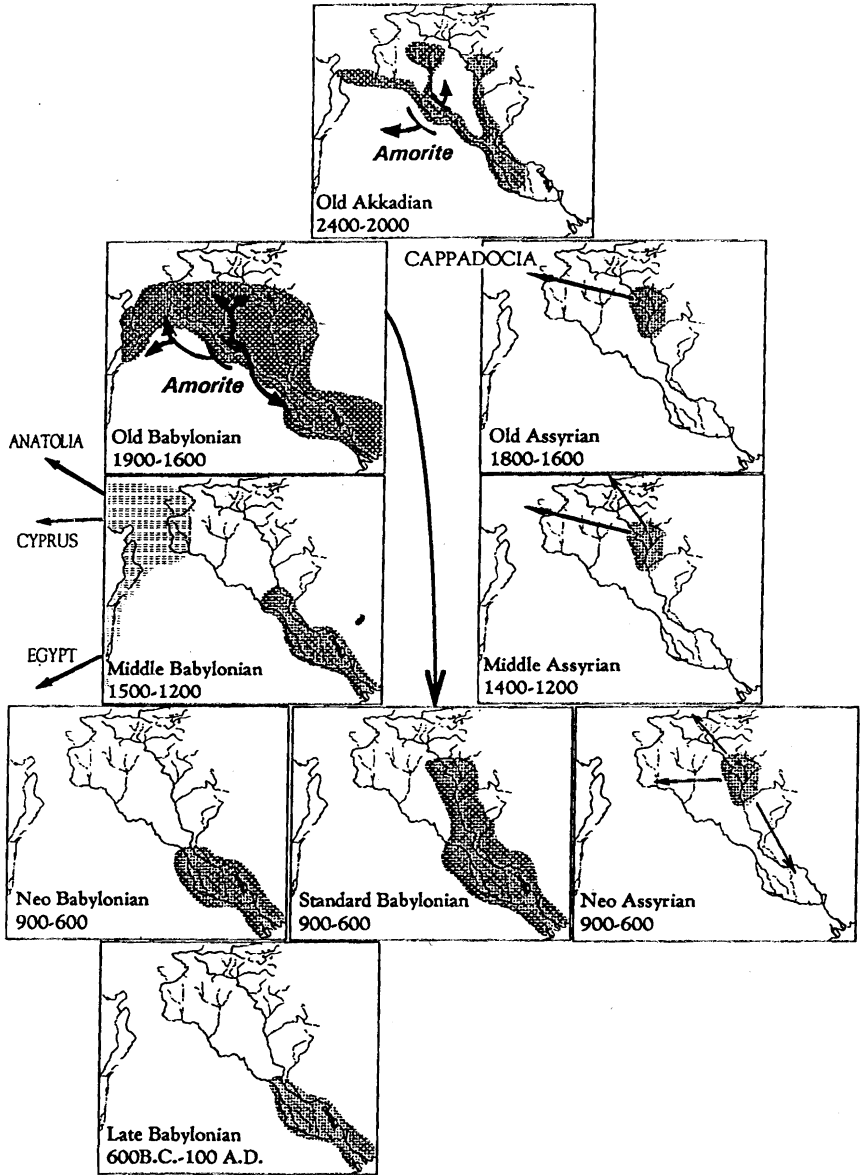 Amorite
Old Akkadian
2400-2000
CAPPADOCIA
Amorite
Old Babylonian
1900-1600
Old Assyrian
1800-1600
ANATOLIA
CYPRUS
EGYPT
Middle Babylonian
1500-1200
Middle Assyrian
1400-1200
Neo Babylonian
900-600
Standard Babylonian
900-600
Neo Assyrian
900-600
Late Babylonian
600B.C.-100 A.D.